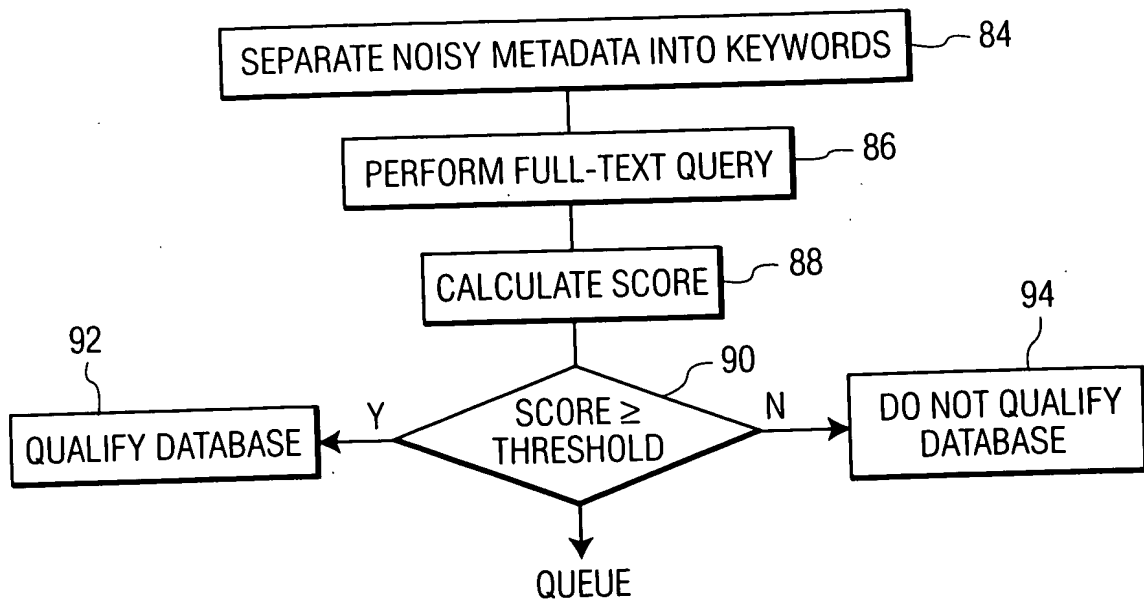 SEPARATE NOISY METADATA INTO KEYWORDS
84
PERFORM FULL-TEXT QUERY
86
CALCULATE SCORE
88
92
90
94
QUALIFY DATABASE
Y
SCORE ≥
THRESHOLD
N
DO NOT QUALIFY
DATABASE
QUEUE